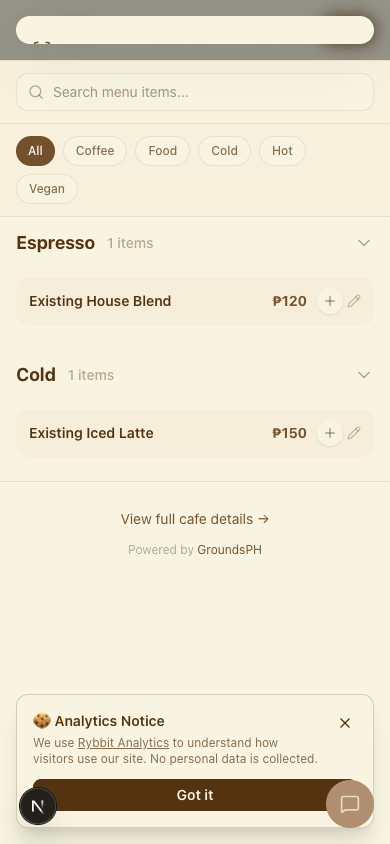 Search menu items...
All
Coffee
Food
Cold
Hot
Vegan
Espresso 1 items
Existing House Blend ₱120
Cold 1 items
Existing Iced Latte ₱150
View full cafe details →
Powered by GroundsPH
🍪 Analytics Notice
We use Rybbit Analytics to understand how
visitors use our site. No personal data is collected.
Got it
N